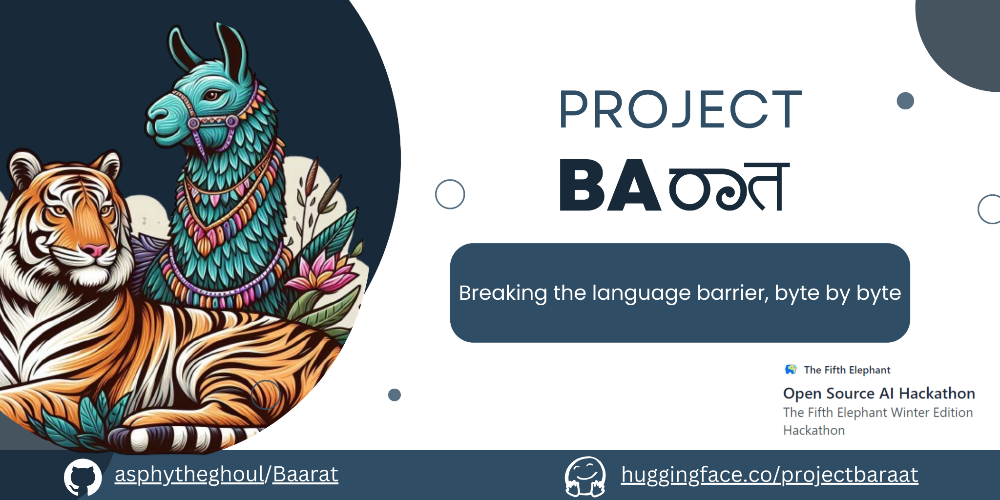 PROJECT
BAರಾत
Breaking the language barrier, byte by byte
The Fifth Elephant
Open Source AI Hackathon
The Fifth Elephant Winter Edition
Hackathon
asphytheghoul/Baarat
huggingface.co/projectbaraat